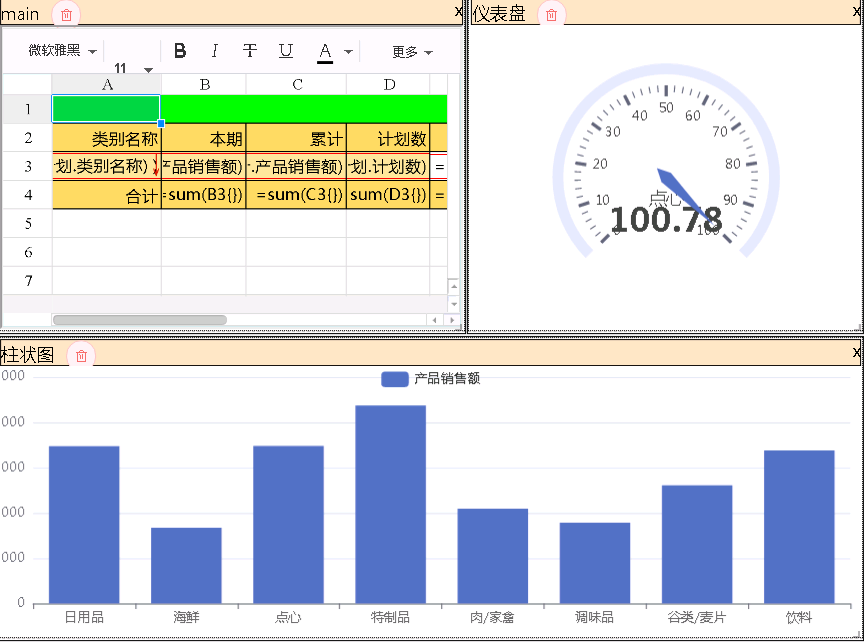 main x
仪表盘 x
微软雅黑 11 B I T U A 更多
A B C D
1
2 类别名称 本期 累计 计划数
3 划.类别名称) 产品销售额) .产品销售额) 划.计划数) =
4 合计 =sum(B3{}) =sum(C3{}) sum(D3{}) =
5
6
7
0 10 20 30 40 50 60 70 80 90 100
点心
100.78
柱状图 x
产品销售额
000
000
000
000
000
0
日用品 海鲜 点心 特制品 肉/家禽 调味品 谷类/麦片 饮料